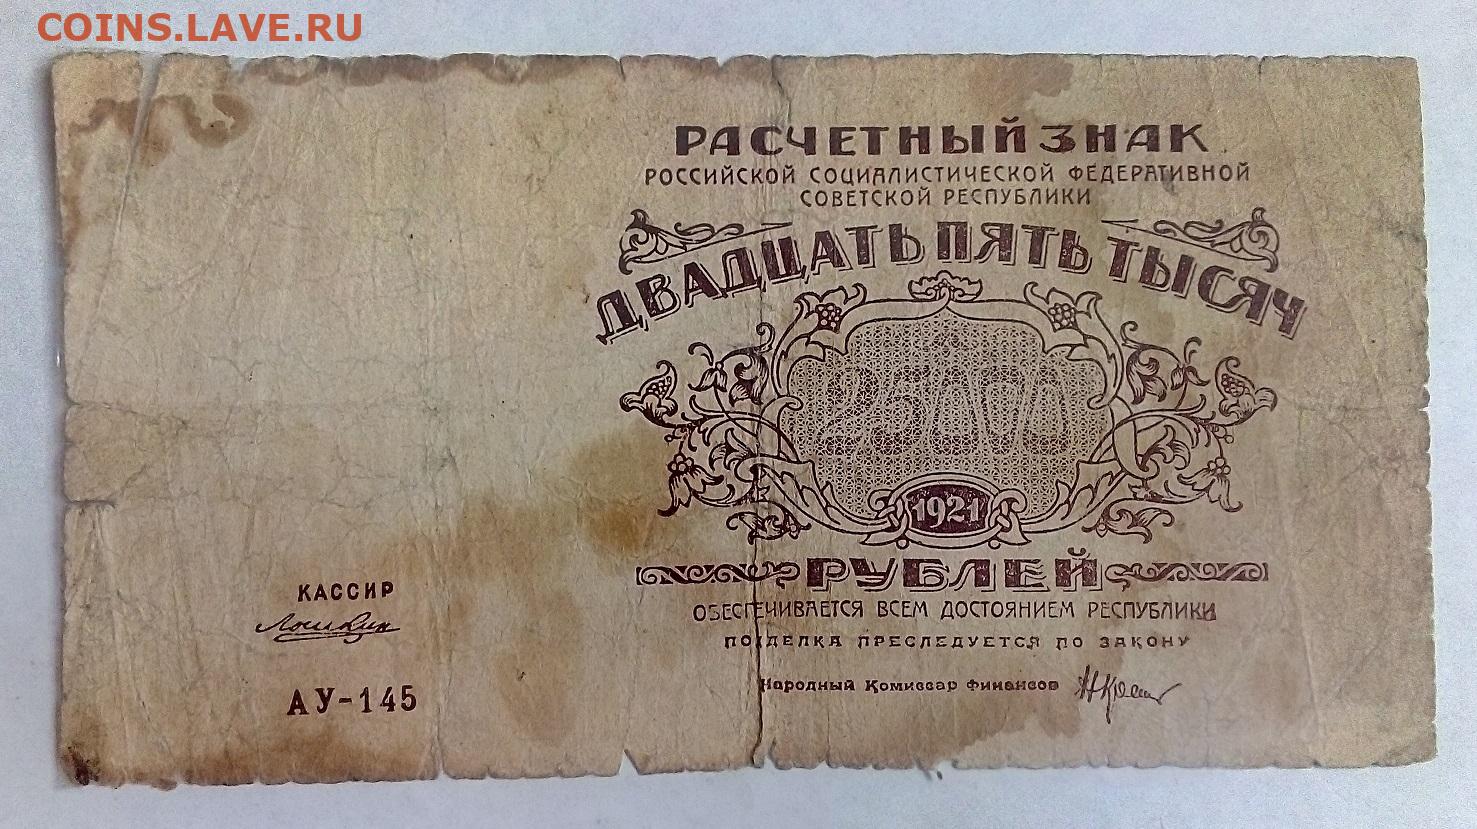 COINS.LAVE.RU
РАСЧЕТНЫЙ ЗНАК
РОССИЙСКОЙ СОЦИАЛИСТИЧЕСКОЙ ФЕДЕРАТИВНОЙ
СОВЕТСКОЙ РЕСПУБЛИКИ
ДВАДЦАТЬ ПЯТЬ ТЫСЯЧ
25000
1921
РУБЛЕЙ
ОБЕСПЕЧИВАЕТСЯ ВСЕМ ДОСТОЯНИЕМ РЕСПУБЛИКИ
ПОДДЕЛКА ПРЕСЛЕДУЕТСЯ ПО ЗАКОНУ
Народный Комиссар Финансов
КАССИР
АУ-145